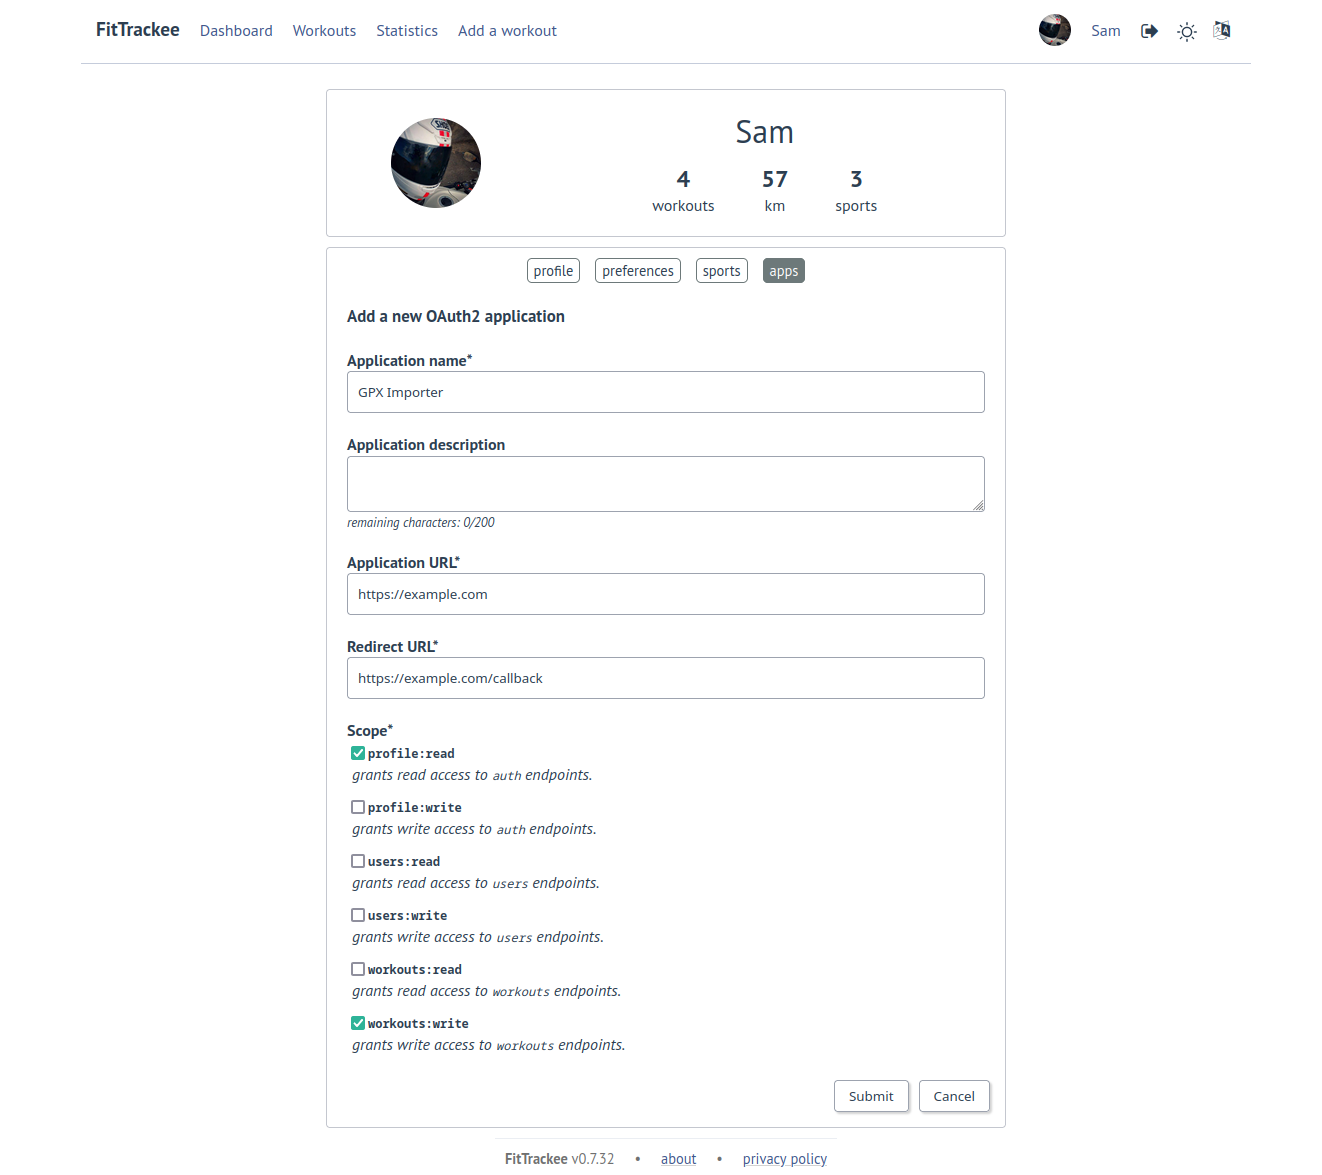 FitTrackee Dashboard Workouts Statistics Add a workout Sam
Sam
4 57 3
workouts km sports
profile preferences sports apps
Add a new OAuth2 application
Application name*
GPX Importer
Application description
remaining characters: 0/200
Application URL*
https://example.com
Redirect URL*
https://example.com/callback
Scope*
profile:read
grants read access to auth endpoints.
profile:write
grants write access to auth endpoints.
users:read
grants read access to users endpoints.
users:write
grants write access to users endpoints.
workouts:read
grants read access to workouts endpoints.
workouts:write
grants write access to workouts endpoints.
Submit Cancel
FitTrackee v0.7.32 • about • privacy policy